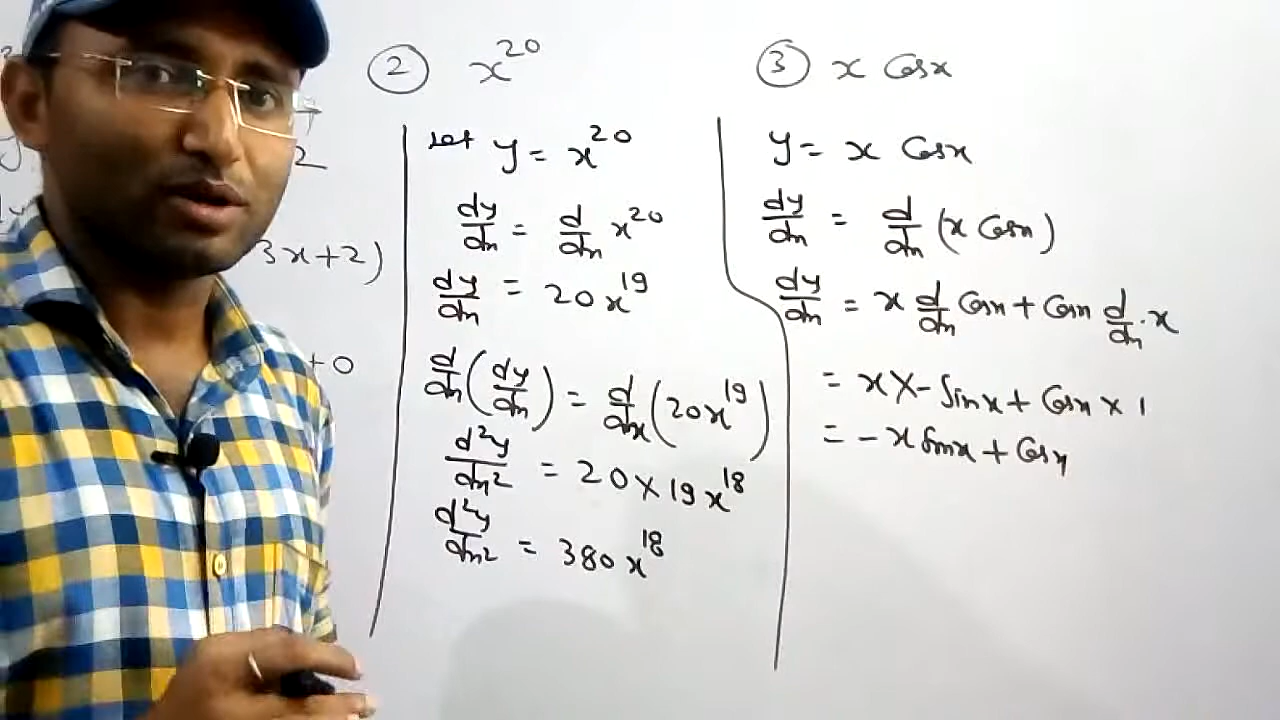 3x+2)
+0
2
② x²⁰
Let y = x²⁰
dy/dx = d/dx x²⁰
dy/dx = 20x¹⁹
d/dx (dy/dx) = d/dx (20x¹⁹)
d²y/dx² = 20×19x¹⁸
d²y/dx² = 380x¹⁸
③ x Cosx
y = x Cosx
dy/dx = d/dx (x Cosx)
dy/dx = x d/dx Cosx + Cosx d/dx · x
= x × - Sinx + Cosx × 1
= - x Sinx + Cosx